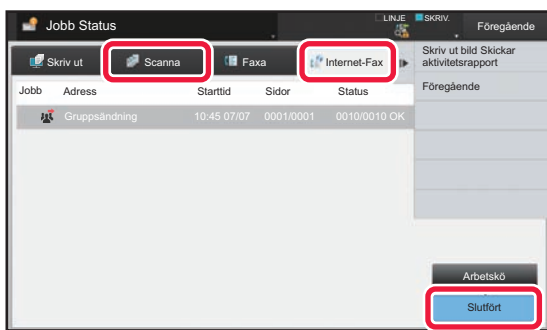 Jobb Status
LINJE
SKRIV.
Föregående
Skriv ut
Scanna
Faxa
Internet-Fax
Skriv ut bild Skickar
aktivitetsrapport
Föregående
Jobb Adress Starttid Sidor Status
Gruppsändning 10:45 07/07 0001/0001 0010/0010 OK
Arbetskö
Slutfört